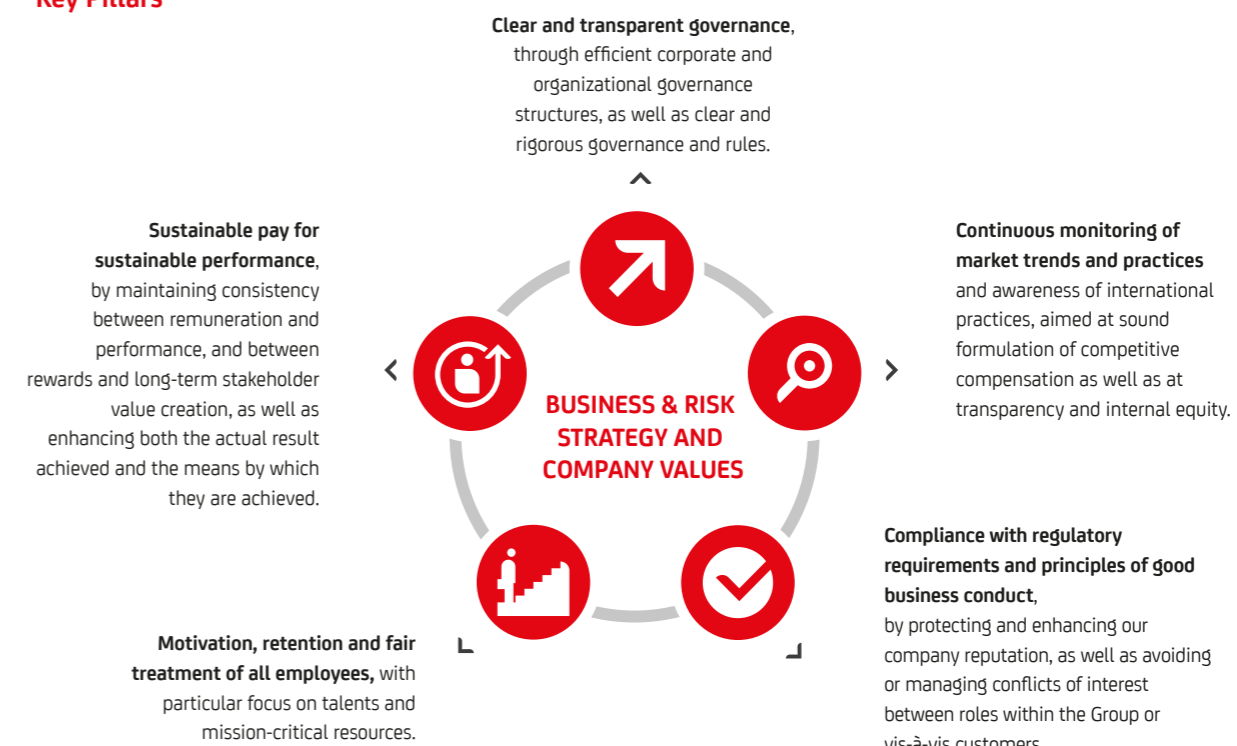 Key Pillars
Clear and transparent governance,
through efficient corporate and
organizational governance
structures, as well as clear and
rigorous governance and rules.
Sustainable pay for
sustainable performance,
by maintaining consistency
between remuneration and
performance, and between
rewards and long-term stakeholder
value creation, as well as
enhancing both the actual result
achieved and the means by which
they are achieved.
Continuous monitoring of
market trends and practices
and awareness of international
practices, aimed at sound
formulation of competitive
compensation as well as at
transparency and internal equity.
BUSINESS & RISK
STRATEGY AND
COMPANY VALUES
Motivation, retention and fair
treatment of all employees, with
particular focus on talents and
mission-critical resources.
Compliance with regulatory
requirements and principles of good
business conduct,
by protecting and enhancing our
company reputation, as well as avoiding
or managing conflicts of interest
between roles within the Group or
vis-à-vis customers.